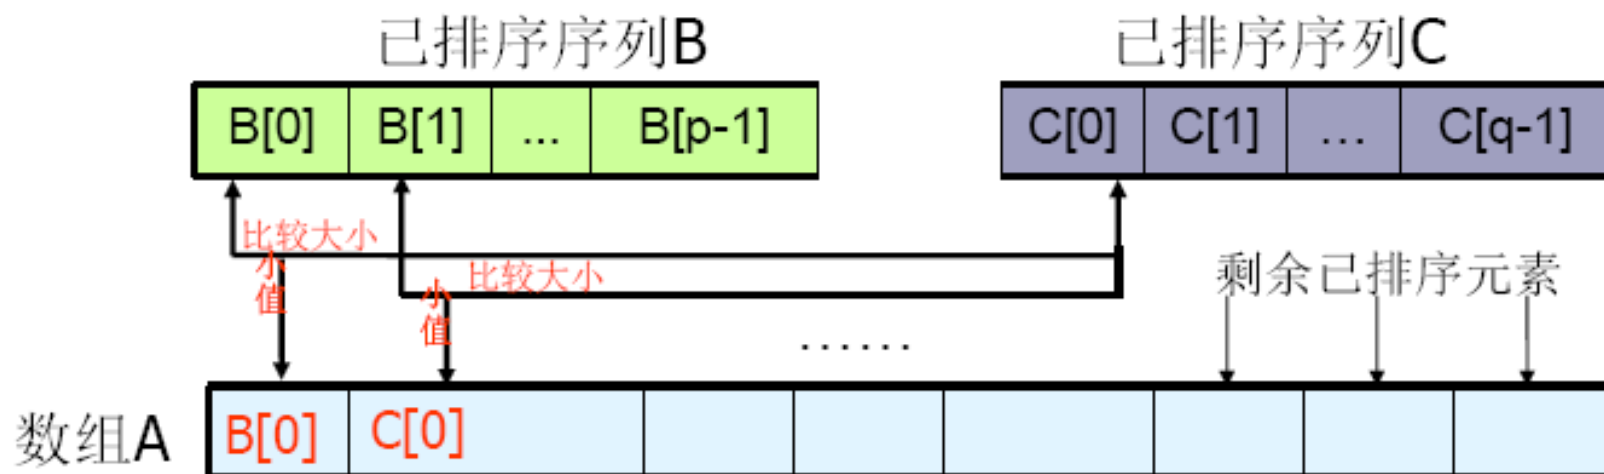 已排序序列B 已排序序列C
B[0] B[1] ... B[p-1] C[0] C[1] ... C[q-1]
比较大小
小值
比较大小
小值
剩余已排序元素
......
数组A B[0] C[0]